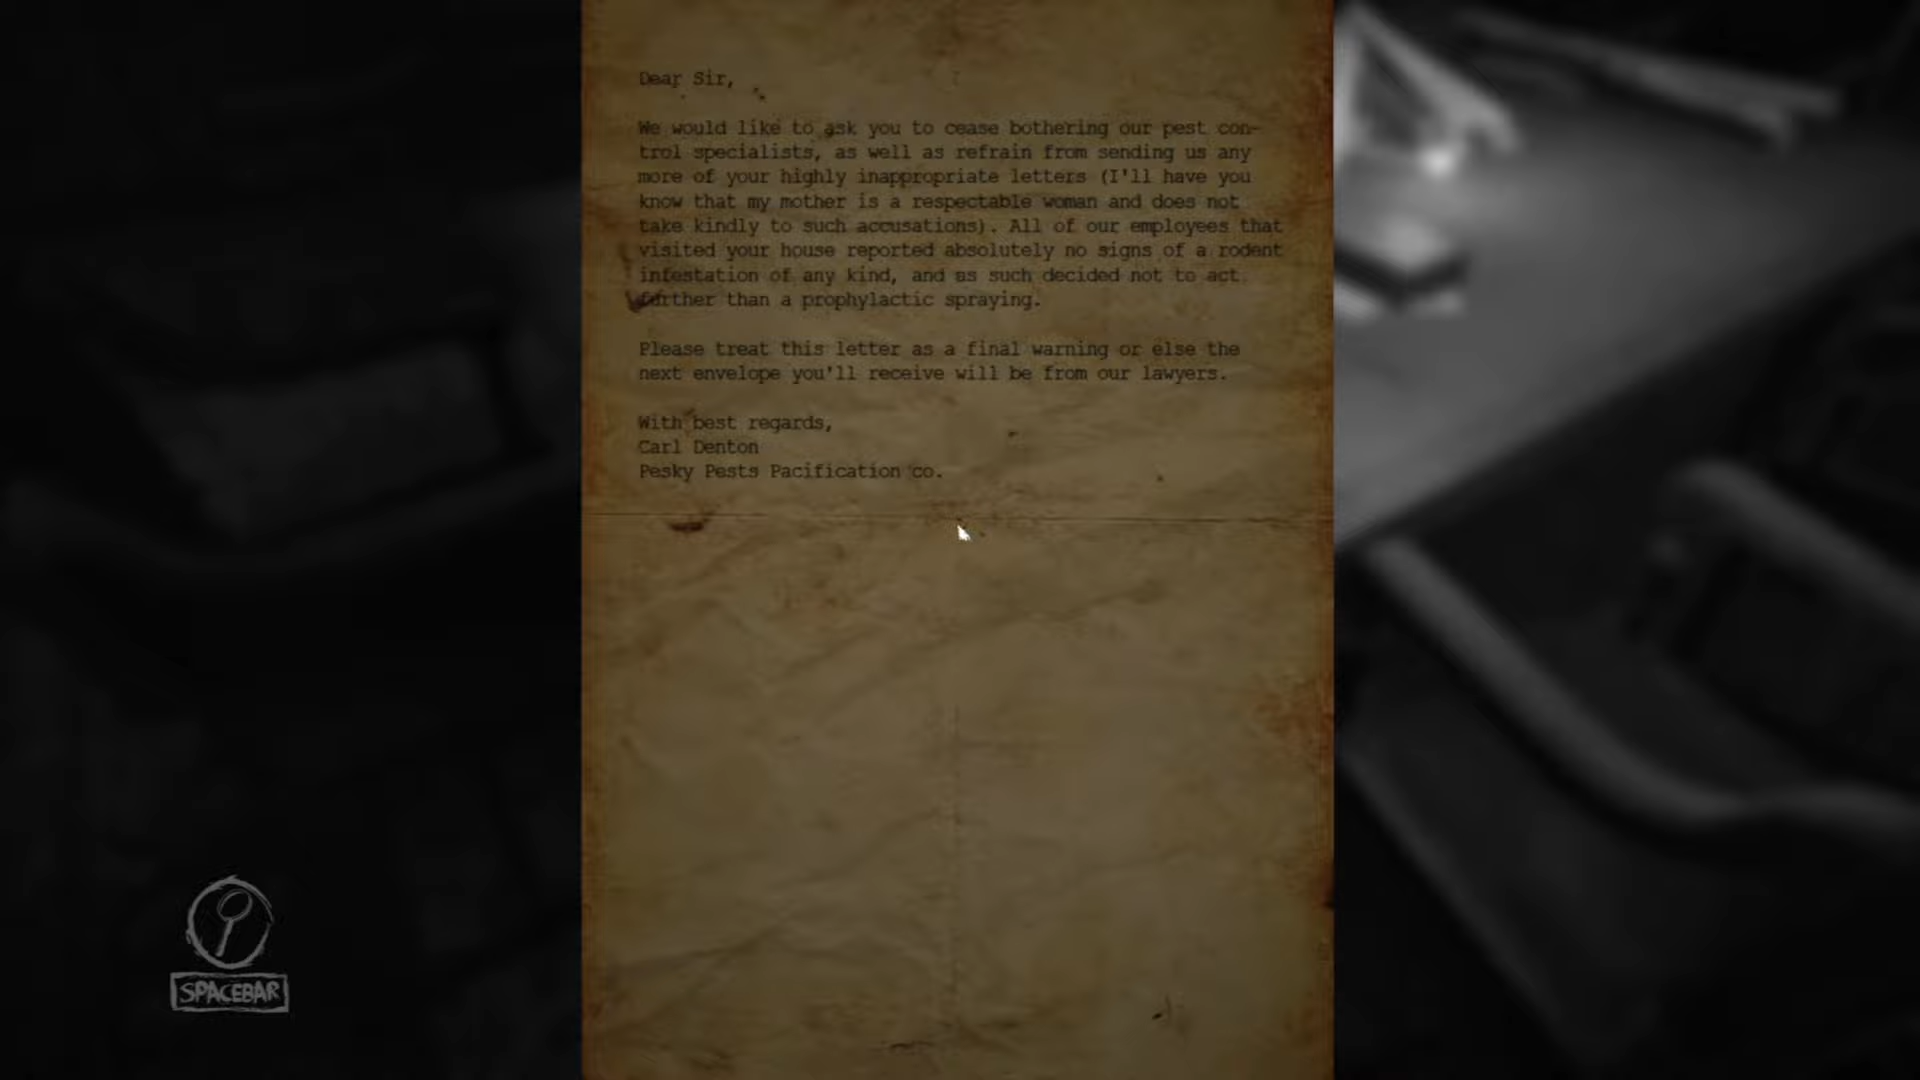 Dear Sir,
We would like to ask you to cease bothering our pest con-
trol specialists, as well as refrain from sending us any
more of your highly inappropriate letters (I'll have you
know that my mother is a respectable woman and does not
take kindly to such accusations). All of our employees that
visited your house reported absolutely no signs of a rodent
infestation of any kind, and as such decided not to act
further than a prophylactic spraying.
Please treat this letter as a final warning or else the
next envelope you'll receive will be from our lawyers.
With best regards,
Carl Denton
Pesky Pests Pacification co.
SPACEBAR